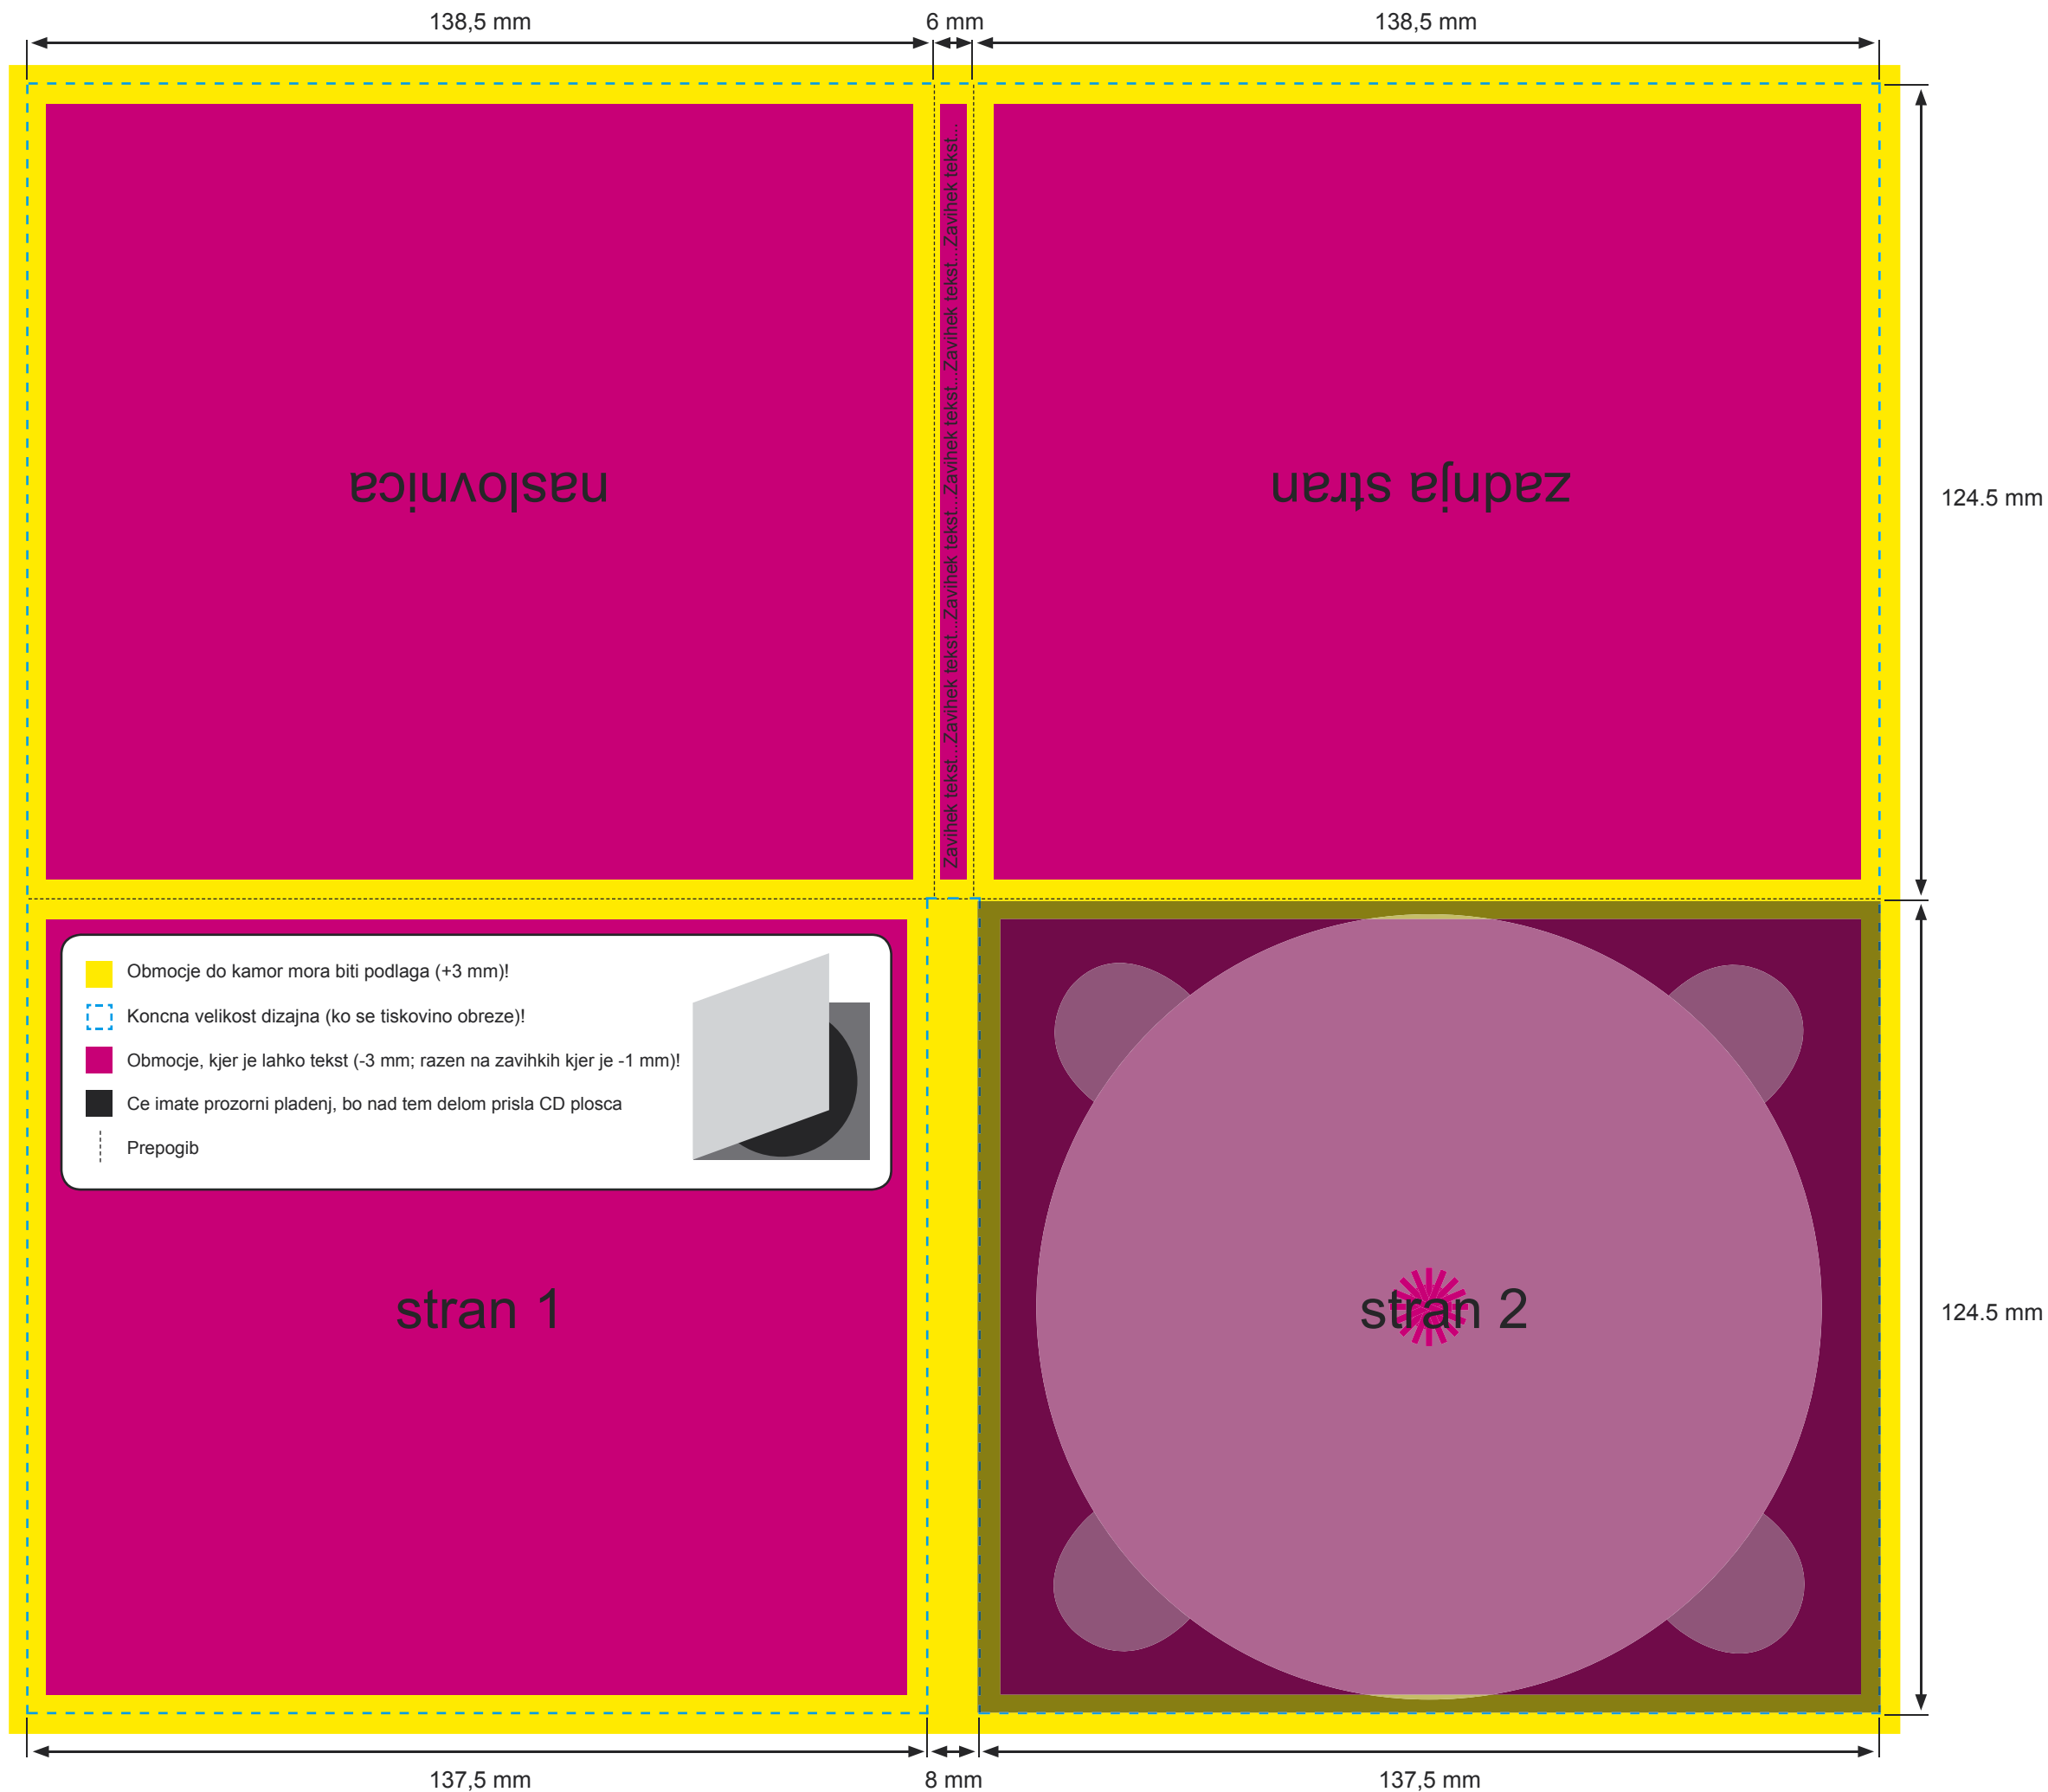 138,5 mm
6 mm
138,5 mm
naslovnica
Zavihek tekst...Zavihek tekst...Zavihek tekst...Zavihek tekst...Zavihek tekst...Zavihek tekst...
zadnja stran
124.5 mm
Obmocje do kamor mora biti podlaga (+3 mm)!
Koncna velikost dizajna (ko se tiskovino obreze)!
Obmocje, kjer je lahko tekst (-3 mm; razen na zavihkih kjer je -1 mm)!
Ce imate prozorni pladenj, bo nad tem delom prisla CD plosca
Prepogib
stran 1
stran 2
124.5 mm
137,5 mm
8 mm
137,5 mm